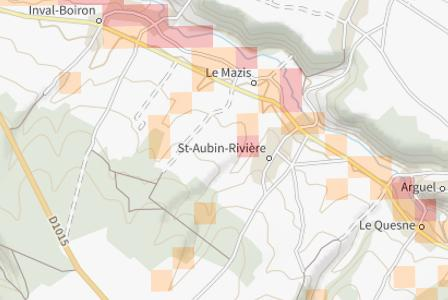 Inval-Boiron
Le Mazis
St-Aubin-Rivière
Arguel
Le Quesne
D1015